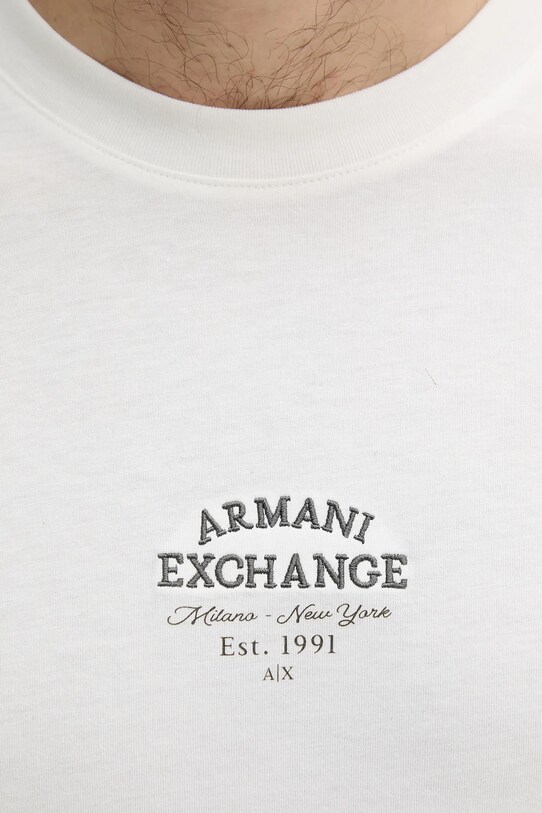 ARMANI
EXCHANGE
Milano - New York
Est. 1991
A|X